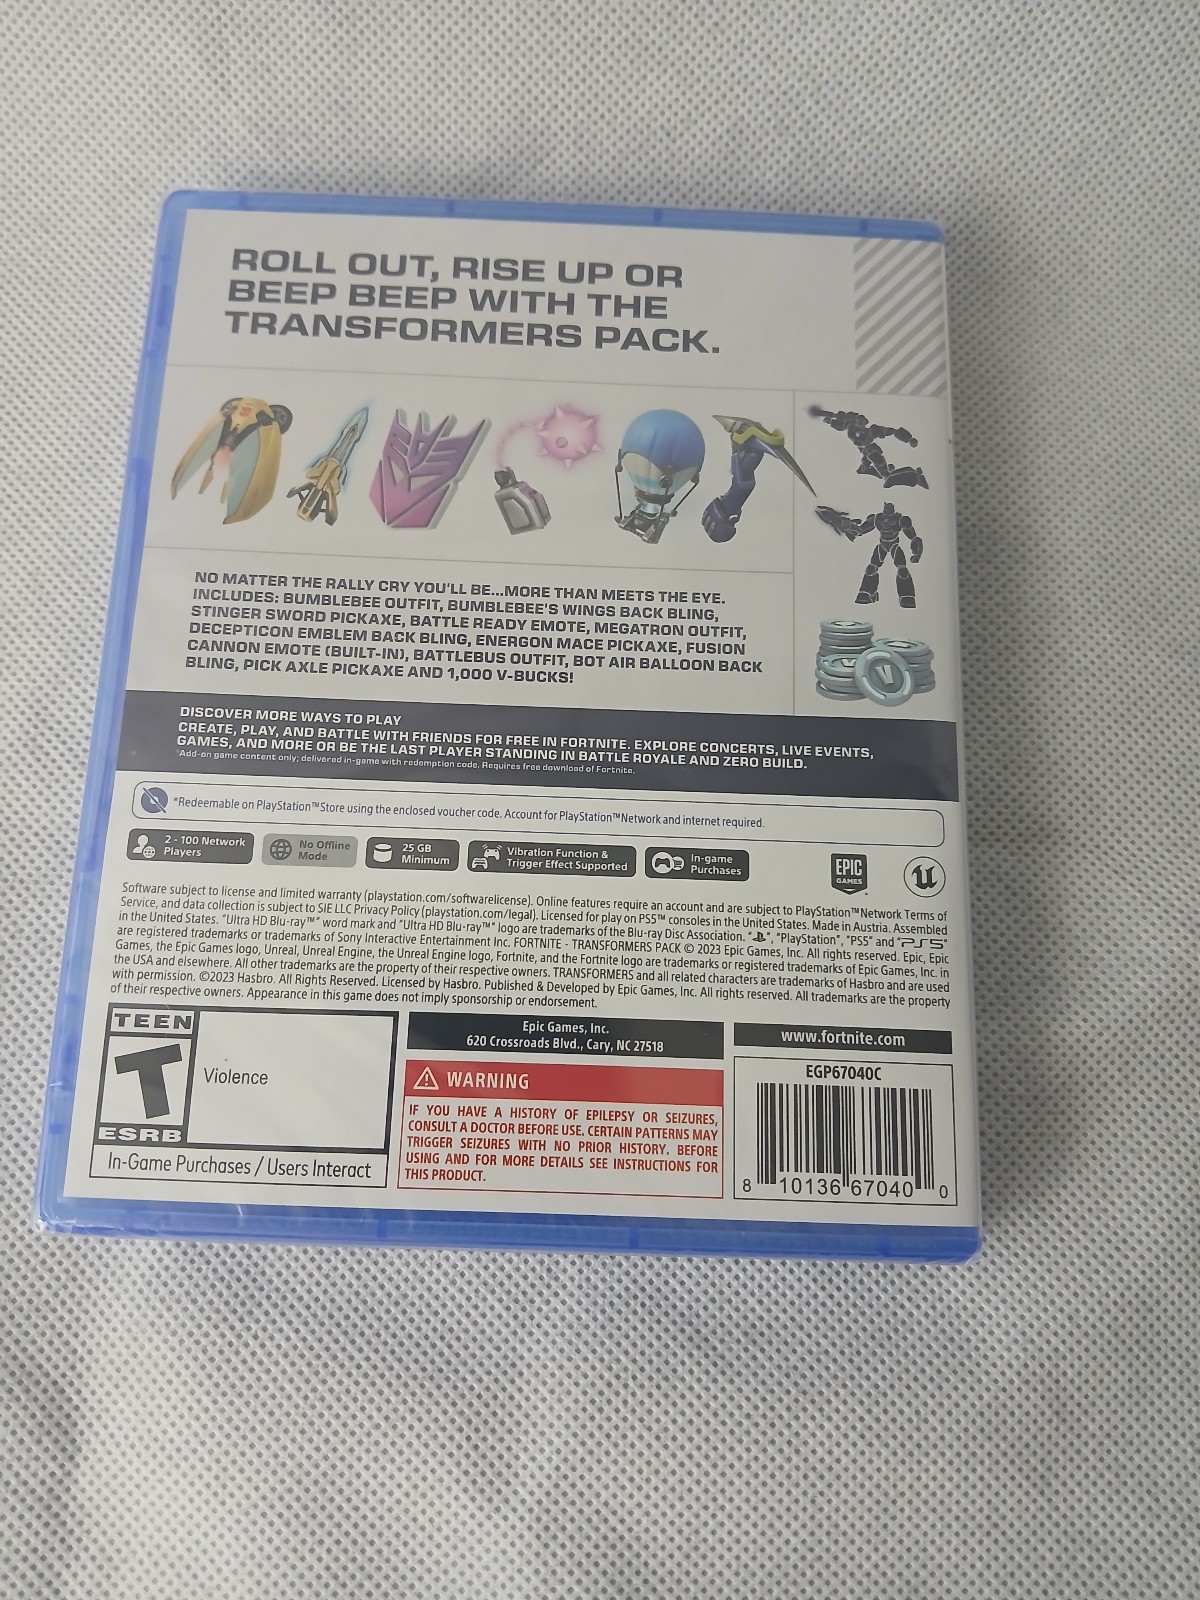 ROLL OUT, RISE UP OR
BEEP BEEP WITH THE
TRANSFORMERS PACK.
NO MATTER THE RALLY CRY YOU'LL BE...MORE THAN MEETS THE EYE.
INCLUDES: BUMBLEBEE OUTFIT, BUMBLEBEE'S WINGS BACK BLING,
STINGER SWORD PICKAXE, BATTLE READY EMOTE, MEGATRON OUTFIT,
DECEPTICON EMBLEM BACK BLING, ENERGON MACE PICKAXE, FUSION
CANNON EMOTE (BUILT-IN), BATTLEBUS OUTFIT, BOT AIR BALLOON BACK
BLING, PICK AXLE PICKAXE AND 1,000 V-BUCKS!
DISCOVER MORE WAYS TO PLAY
CREATE, PLAY, AND BATTLE WITH FRIENDS FOR FREE IN FORTNITE. EXPLORE CONCERTS, LIVE EVENTS,
GAMES, AND MORE OR BE THE LAST PLAYER STANDING IN BATTLE ROYALE AND ZERO BUILD.
*Add-on game content only; delivered in-game with redemption code. Requires free download of Fortnite.
*Redeemable on PlayStation™Store using the enclosed voucher code. Account for PlayStation™Network and internet required.
2 - 100 Network
Players
No Offline
Mode
25 GB
Minimum
Vibration Function &
Trigger Effect Supported
In-game
Purchases
EPIC
GAMES
Software subject to license and limited warranty (playstation.com/softwarelicense). Online features require an account and are subject to PlayStation™Network Terms of
Service, and data collection is subject to SIE LLC Privacy Policy (playstation.com/legal). Licensed for play on PS5™ consoles in the United States. Made in Austria. Assembled
in the United States. "Ultra HD Blu-ray™" word mark and "Ultra HD Blu-ray™" logo are trademarks of the Blu-ray Disc Association. "", "PlayStation", "PS5" and "PS5"
are registered trademarks or trademarks of Sony Interactive Entertainment Inc. FORTNITE - TRANSFORMERS PACK © 2023 Epic Games, Inc. All rights reserved. Epic, Epic
Games, the Epic Games logo, Unreal, Unreal Engine, the Unreal Engine logo, Fortnite, and the Fortnite logo are trademarks or registered trademarks of Epic Games, Inc. in
the USA and elsewhere. All other trademarks are the property of their respective owners. TRANSFORMERS and all related characters are trademarks of Hasbro and are used
with permission. ©2023 Hasbro. All Rights Reserved. Licensed by Hasbro. Published & Developed by Epic Games, Inc. All rights reserved. All trademarks are the property
of their respective owners. Appearance in this game does not imply sponsorship or endorsement.
TEEN
T
ESRB
Violence
In-Game Purchases / Users Interact
Epic Games, Inc.
620 Crossroads Blvd., Cary, NC 27518
WARNING
IF YOU HAVE A HISTORY OF EPILEPSY OR SEIZURES,
CONSULT A DOCTOR BEFORE USE. CERTAIN PATTERNS MAY
TRIGGER SEIZURES WITH NO PRIOR HISTORY. BEFORE
USING AND FOR MORE DETAILS SEE INSTRUCTIONS FOR
THIS PRODUCT.
www.fortnite.com
EGP67040C
8 10136 67040 0